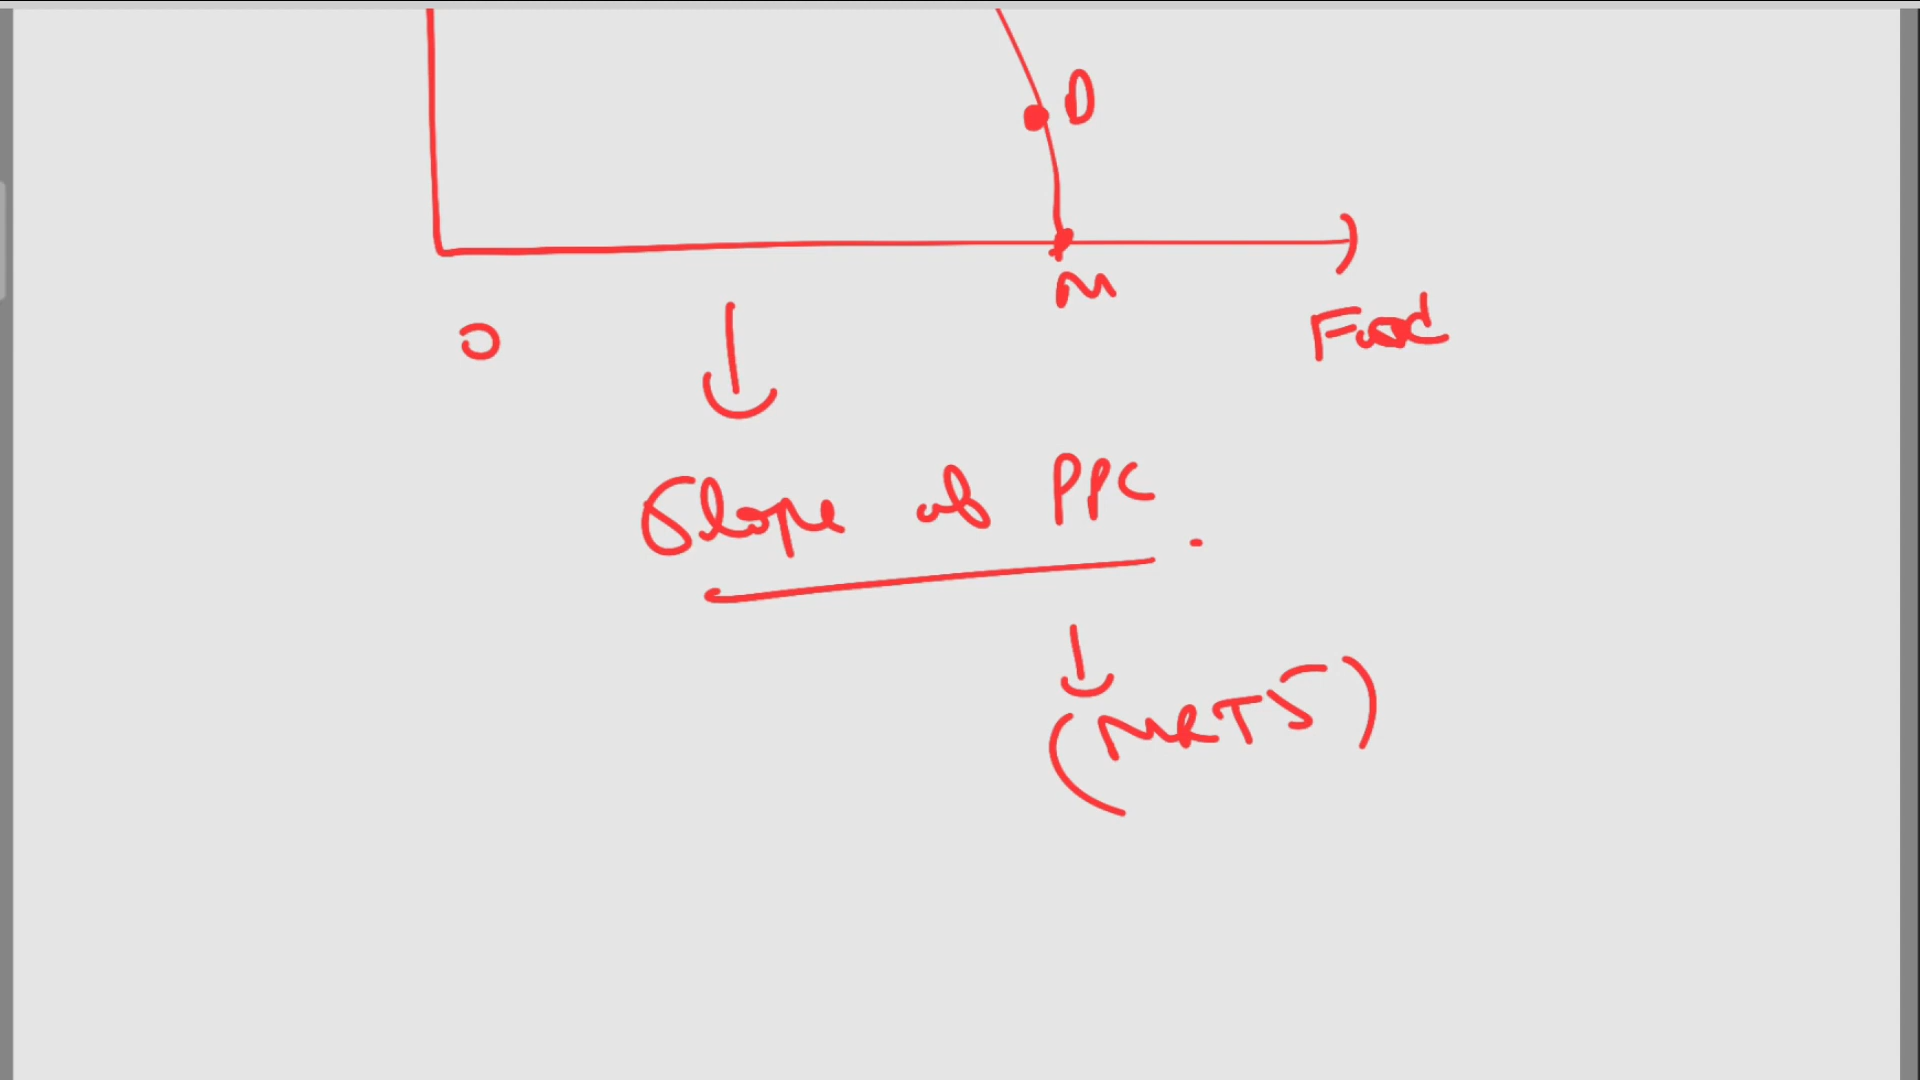 D
M
O
Food
Slope of PPC.
(MRTS)